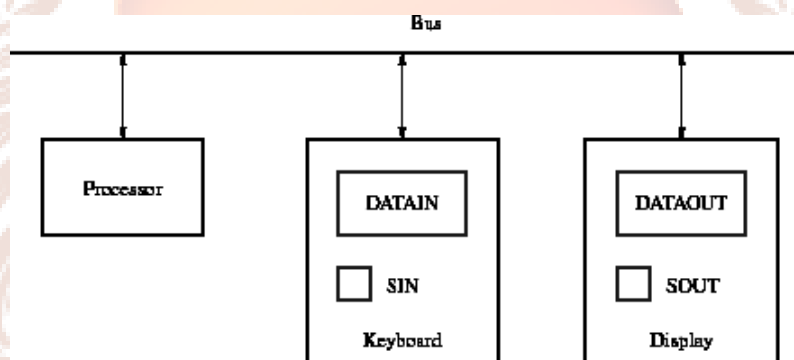 Bus
Processor
DATAIN
DATAOUT
SIN
SOUT
Keyboard
Display